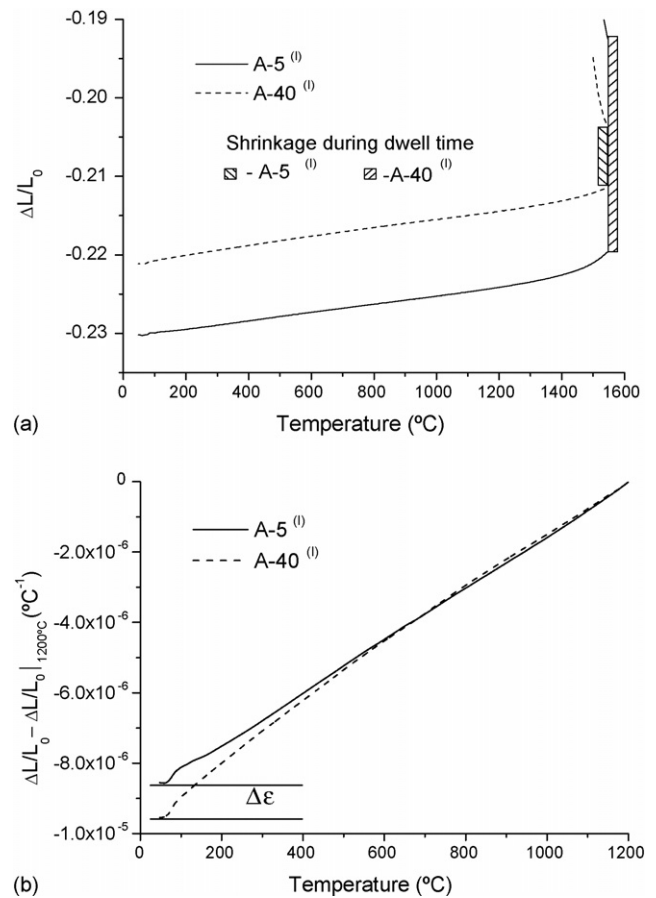 -0.19
-0.20
-0.21
-0.22
-0.23
ΔL/L₀
A-5 ⁽ᴵ⁾
A-40 ⁽ᴵ⁾
Shrinkage during dwell time
- A-5 ⁽ᴵ⁾ -A-40 ⁽ᴵ⁾
0 200 400 600 800 1000 1200 1400 1600
(a) Temperature (ºC)
0
-2.0x10⁻⁶
-4.0x10⁻⁶
-6.0x10⁻⁶
-8.0x10⁻⁶
-1.0x10⁻⁵
ΔL/L₀ – ΔL/L₀|₁₂₀₀ºC (ºC⁻¹)
A-5 ⁽ᴵ⁾
A-40 ⁽ᴵ⁾
Δε
0 200 400 600 800 1000 1200
(b) Temperature (ºC)